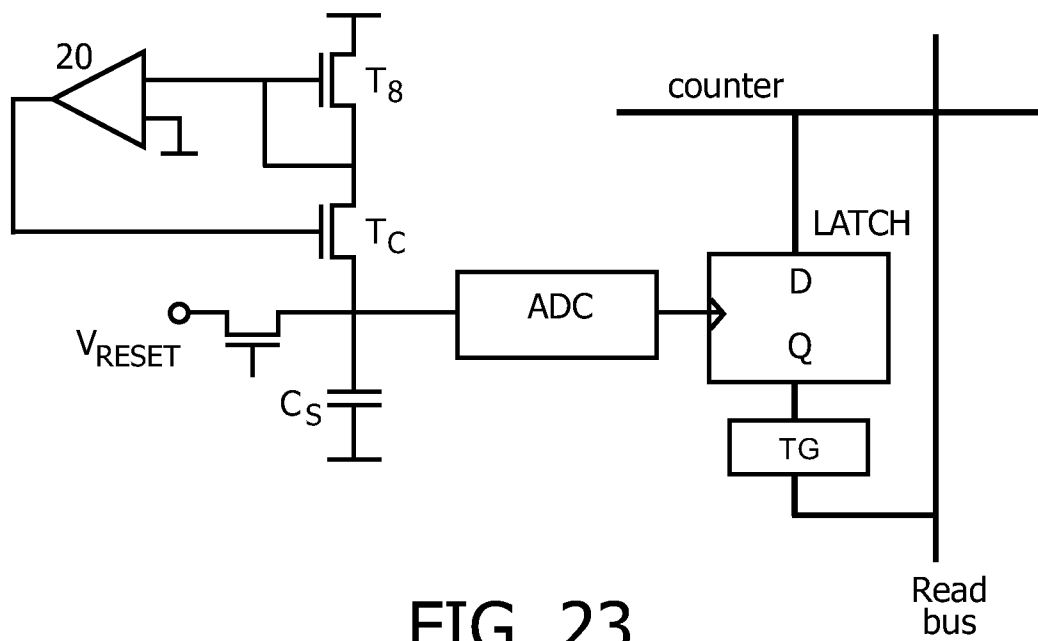 20
T8
counter
TC
LATCH
D
ADC
Q
VRESET
CS
TG
Read
bus
FIG. 23